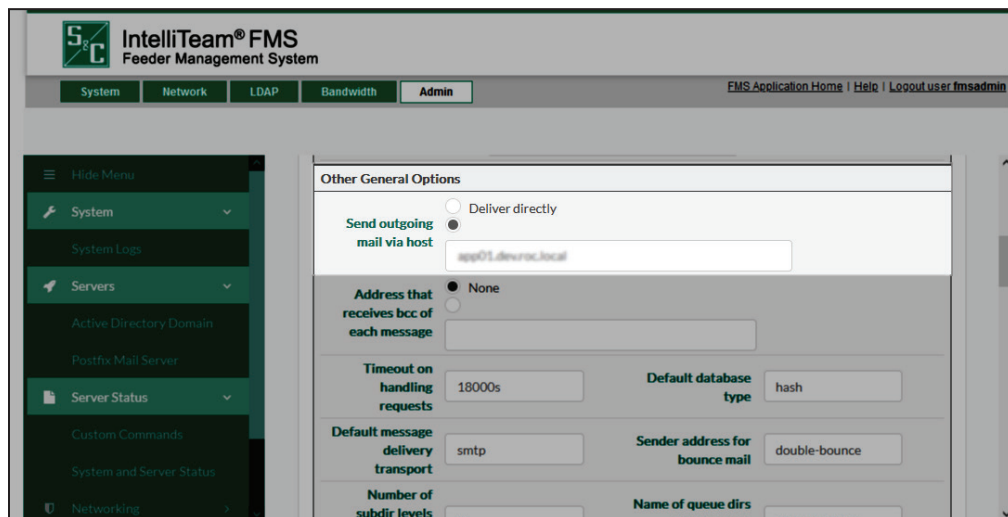 S&C
IntelliTeam® FMS
Feeder Management System
System
Network
LDAP
Bandwidth
Admin
FMS Application Home | Help | Logout user fmsadmin
Hide Menu
System
System Logs
Servers
Active Directory Domain
Postfix Mail Server
Server Status
Custom Commands
System and Server Status
Networking
Other General Options
Send outgoing
mail via host
Deliver directly
app01.dev.roc.local
Address that
receives bcc of
each message
None
Timeout on
handling
requests
18000s
Default database
type
hash
Default message
delivery
transport
smtp
Sender address for
bounce mail
double-bounce
Number of
subdir levels
Name of queue dirs